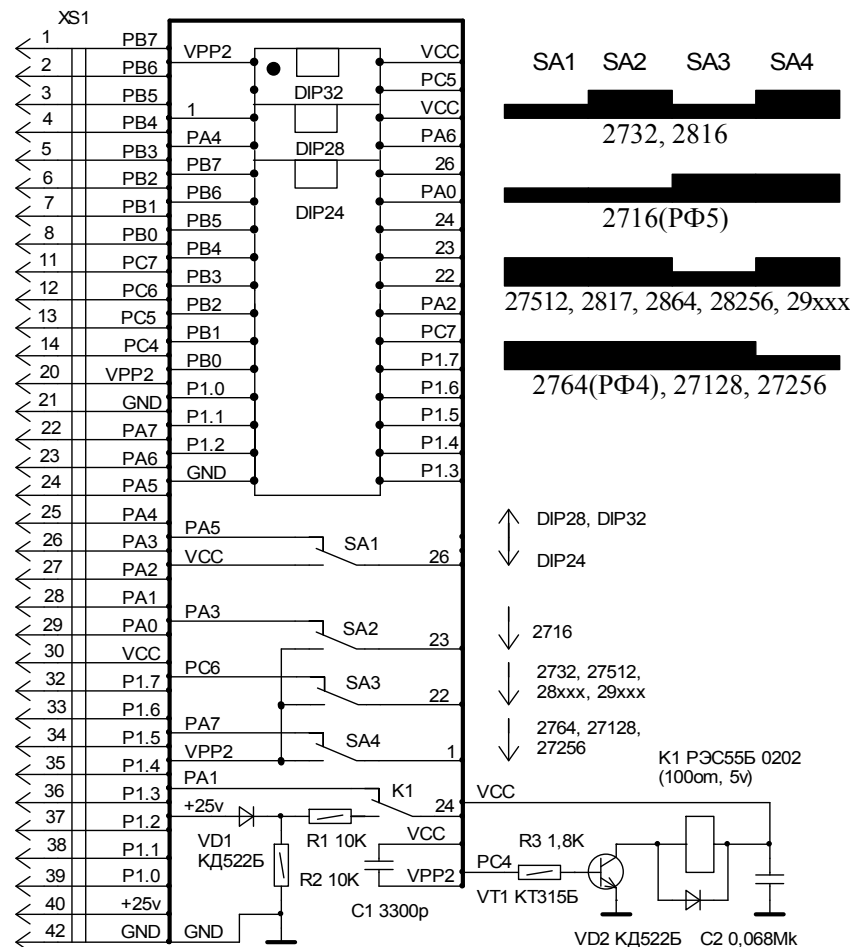 XS1
1 PB7
2 PB6
3 PB5
4 PB4
5 PB3
6 PB2
7 PB1
8 PB0
11 PC7
12 PC6
13 PC5
14 PC4
20 VPP2
21 GND
22 PA7
23 PA6
24 PA5
25 PA4
26 PA3
27 PA2
28 PA1
29 PA0
30 VCC
32 P1.7
33 P1.6
34 P1.5
35 P1.4
36 P1.3
37 P1.2
38 P1.1
39 P1.0
40 +25v
42 GND
VPP2 VCC
PC5
DIP32
1 VCC
PA4 PA6
DIP28
PB7 26
PB6 PA0
DIP24
PB5 24
PB4 23
PB3 22
PB2 PA2
PB1 PC7
PB0 P1.7
P1.0 P1.6
P1.1 P1.5
P1.2 P1.4
GND P1.3
PA5
SA1
VCC 26
PA3
SA2
23
PC6
SA3
22
PA7
SA4
VPP2 1
PA1
K1
+25v 24
VD1
КД522Б
R1 10K
R2 10K
VCC
VPP2
C1 3300p
GND
SA1 SA2 SA3 SA4
2732, 2816
2716(РФ5)
27512, 2817, 2864, 28256, 29xxx
2764(РФ4), 27128, 27256
DIP28, DIP32
DIP24
2716
2732, 27512,
28xxx, 29xxx
2764, 27128,
27256
K1 РЭС55Б 0202
(100om, 5v)
VCC
R3 1,8K
PC4
VT1 КТ315Б
VD2 КД522Б
C2 0,068Mk